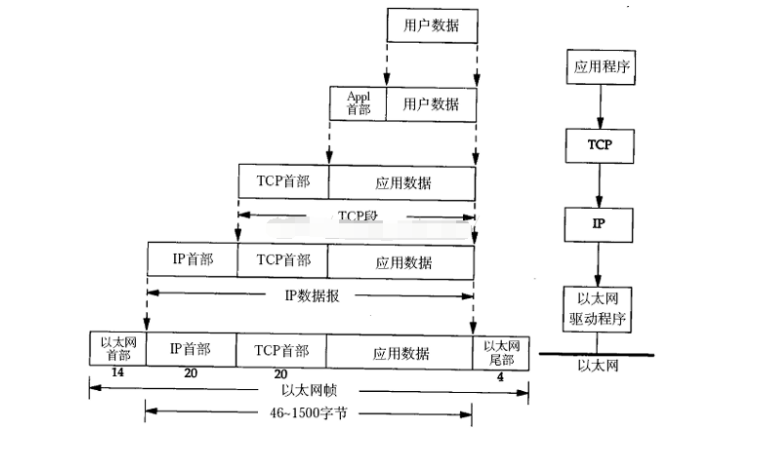 用户数据
应用程序
Appl
首部
用户数据
TCP
TCP首部
应用数据
TCP段
IP
IP首部
TCP首部
应用数据
IP数据报
以太网
驱动程序
以太网
首部
IP首部
TCP首部
应用数据
以太网
尾部
以太网
14
20
20
4
以太网帧
46~1500字节